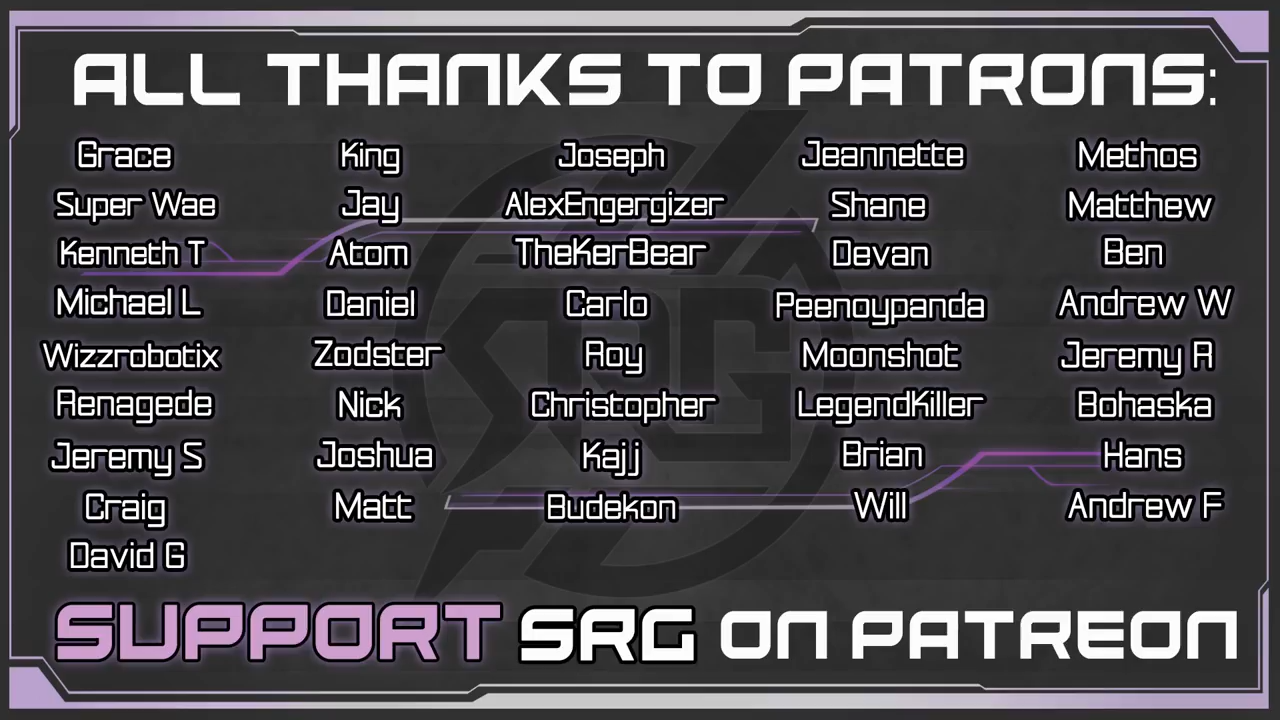 ALL THANKS TO PATRONS:
Grace King Joseph Jeannette Methos
Super Wae Jay AlexEngergizer Shane Matthew
Kenneth T Atom TheKerBear Devan Ben
Michael L Daniel Carlo Peenoypanda Andrew W
Wizzrobotix Zodster Roy Moonshot Jeremy R
Renagede Nick Christopher LegendKiller Bohaska
Jeremy S Joshua Kajj Brian Hans
Craig Matt Budekon Will Andrew F
David G
SUPPORT SRG ON PATREON